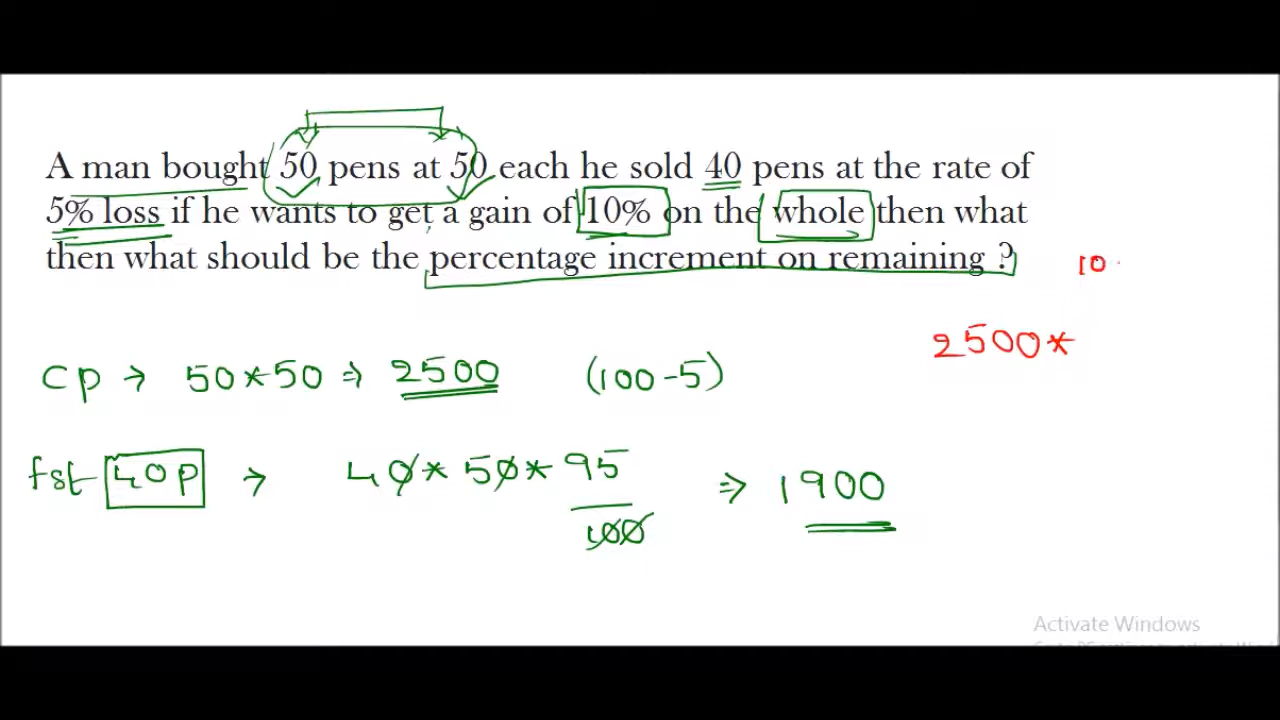 A man bought 50 pens at 50 each he sold 40 pens at the rate of
5% loss if he wants to get a gain of 10% on the whole then what
then what should be the percentage increment on remaining ?
10
2500*
Cp → 50*50 ⇒ 2500 (100-5)
fst 40p → 40*50*95 ⇒ 1900
100
Activate Windows